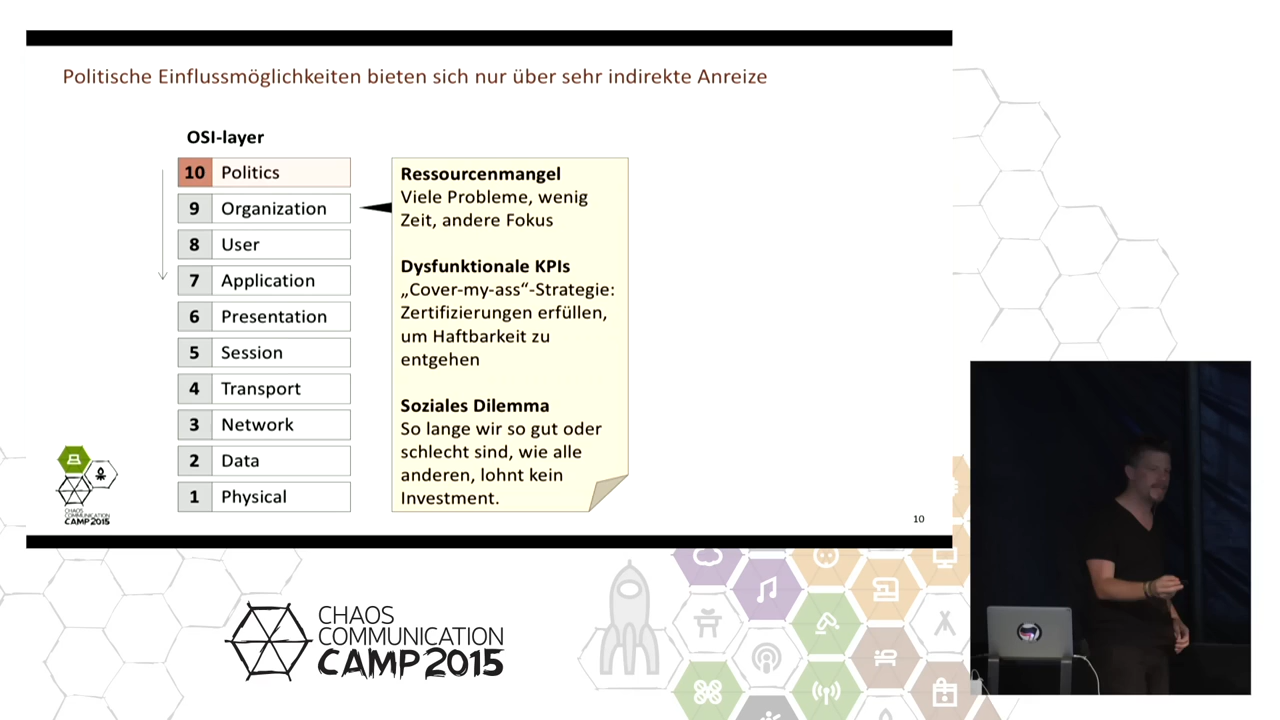 Politische Einflussmöglichkeiten bieten sich nur über sehr indirekte Anreize
OSI-layer
10 Politics
9 Organization
8 User
7 Application
6 Presentation
5 Session
4 Transport
3 Network
2 Data
1 Physical
Ressourcenmangel
Viele Probleme, wenig
Zeit, andere Fokus
Dysfunktionale KPIs
„Cover-my-ass“-Strategie:
Zertifizierungen erfüllen,
um Haftbarkeit zu
entgehen
Soziales Dilemma
So lange wir so gut oder
schlecht sind, wie alle
anderen, lohnt kein
Investment.
CHAOS
COMMUNICATION
CAMP 2015
10
CHAOS
COMMUNICATION
CAMP 2015